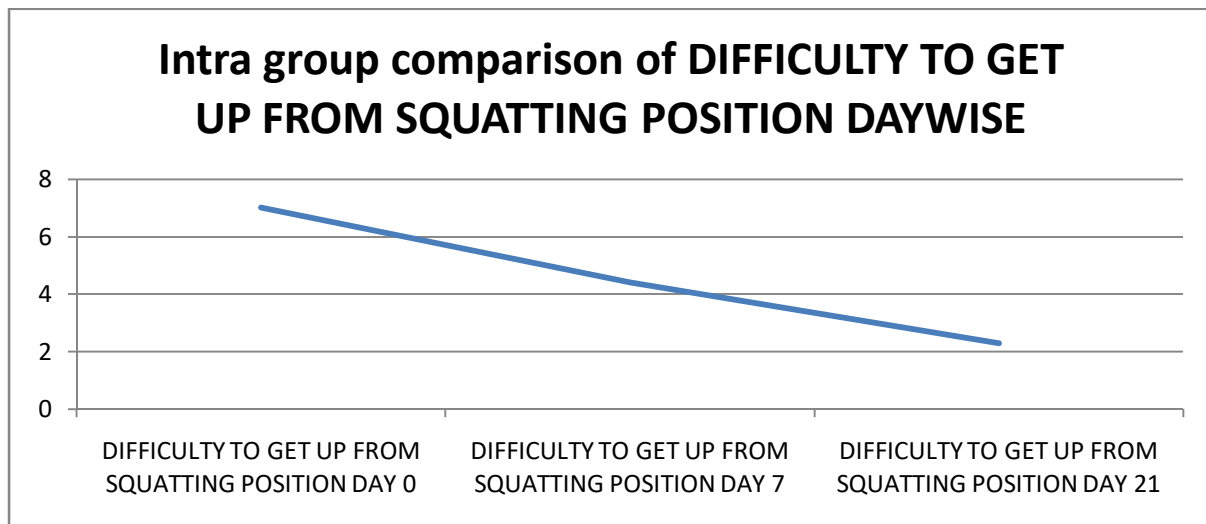 Intra group comparison of DIFFICULTY TO GET
UP FROM SQUATTING POSITION DAYWISE
8
6
4
2
0
DIFFICULTY TO GET UP FROM
SQUATTING POSITION DAY 0
DIFFICULTY TO GET UP FROM
SQUATTING POSITION DAY 7
DIFFICULTY TO GET UP FROM
SQUATTING POSITION DAY 21